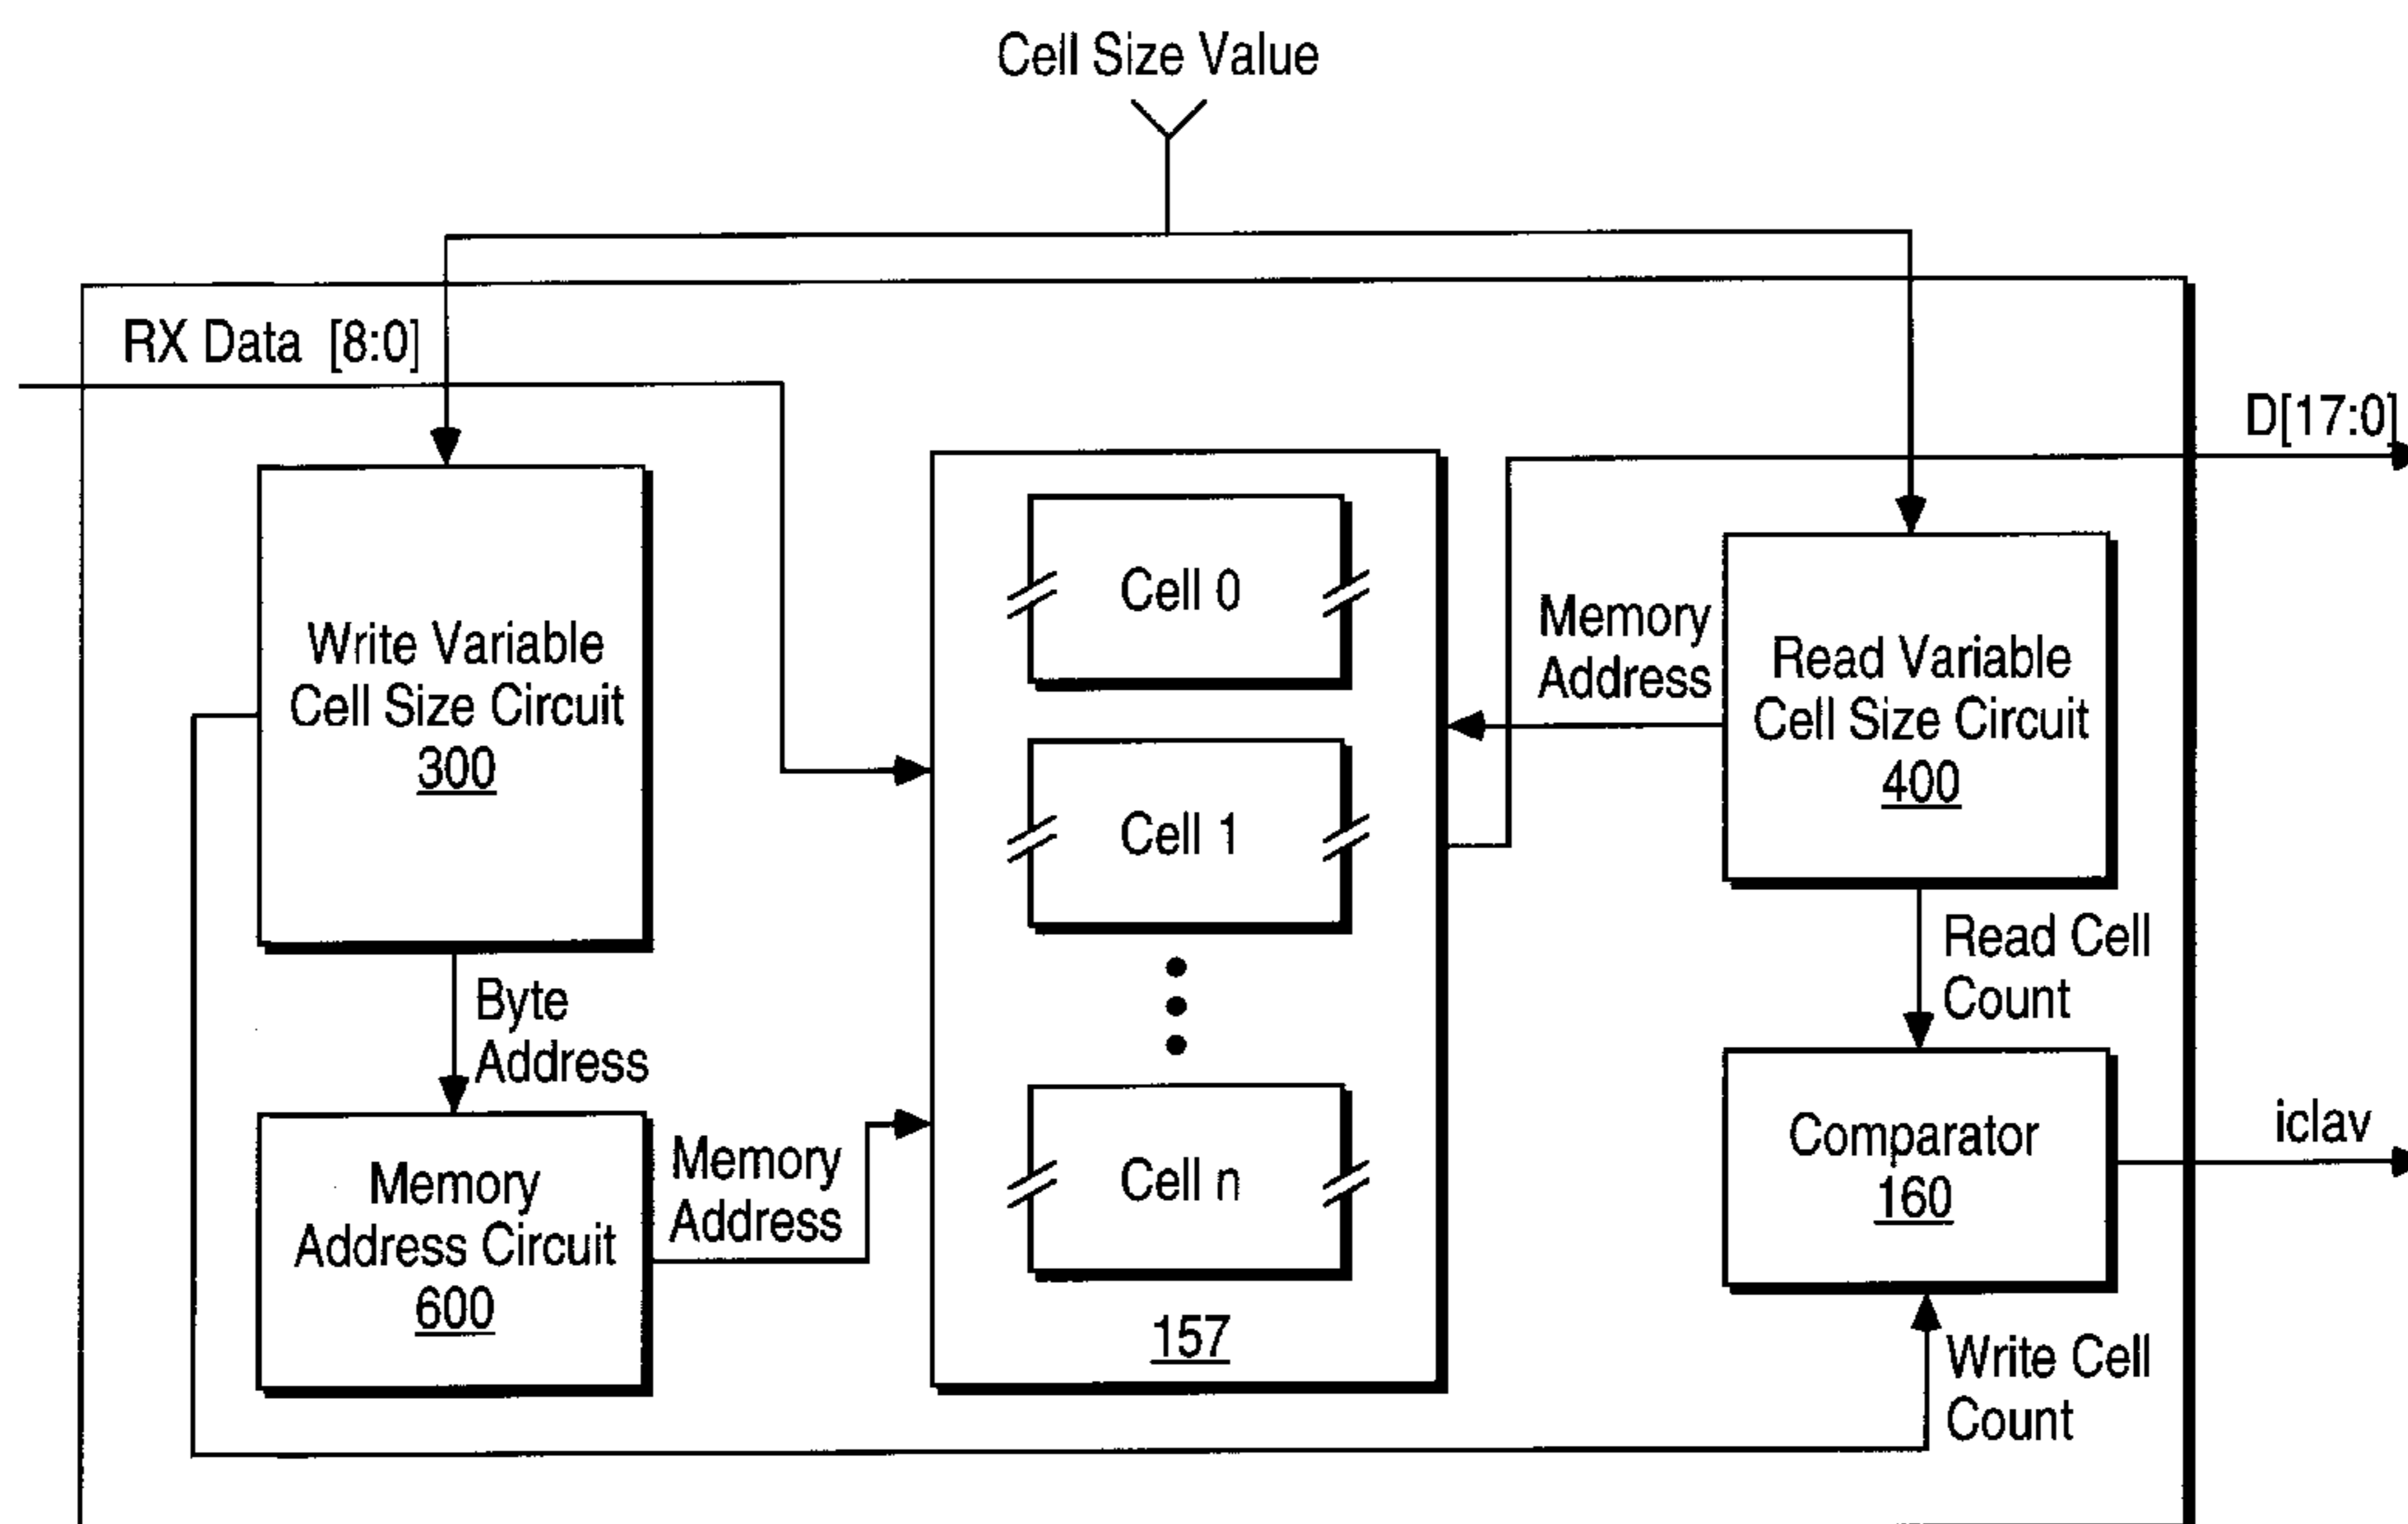 Cell Size Value
RX Data [8:0]
D[17:0]
Write Variable
Cell Size Circuit
300
Cell 0
Cell 1
Cell n
157
Memory
Address
Read Variable
Cell Size Circuit
400
Byte
Address
Read Cell
Count
Memory
Address Circuit
600
Memory
Address
Comparator
160
iclav
Write Cell
Count